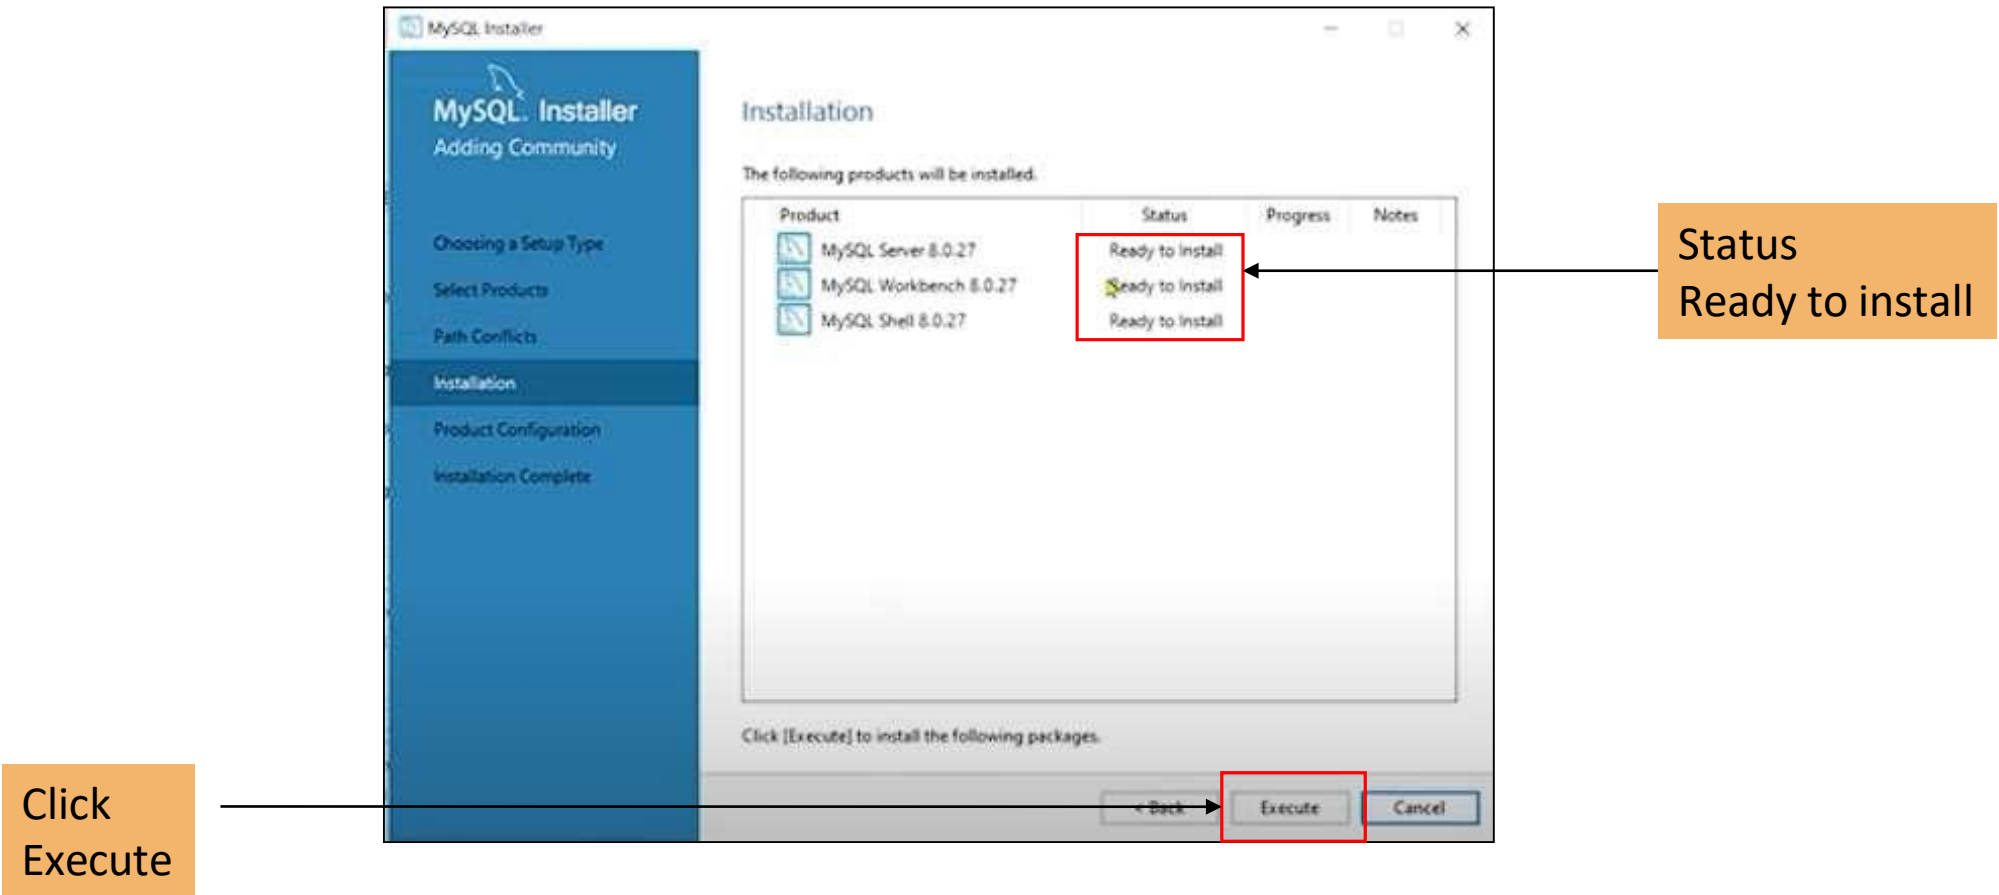 MySQL Installer
MySQL. Installer
Adding Community
Choosing a Setup Type
Select Products
Path Conflicts
Installation
Product Configuration
Installation Complete
Installation
The following products will be installed.
Product Status Progress Notes
MySQL Server 8.0.27 Ready to Install
MySQL Workbench 8.0.27 Ready to Install
MySQL Shell 8.0.27 Ready to Install
Click [Execute] to install the following packages.
< Back Execute Cancel
Status
Ready to install
Click
Execute